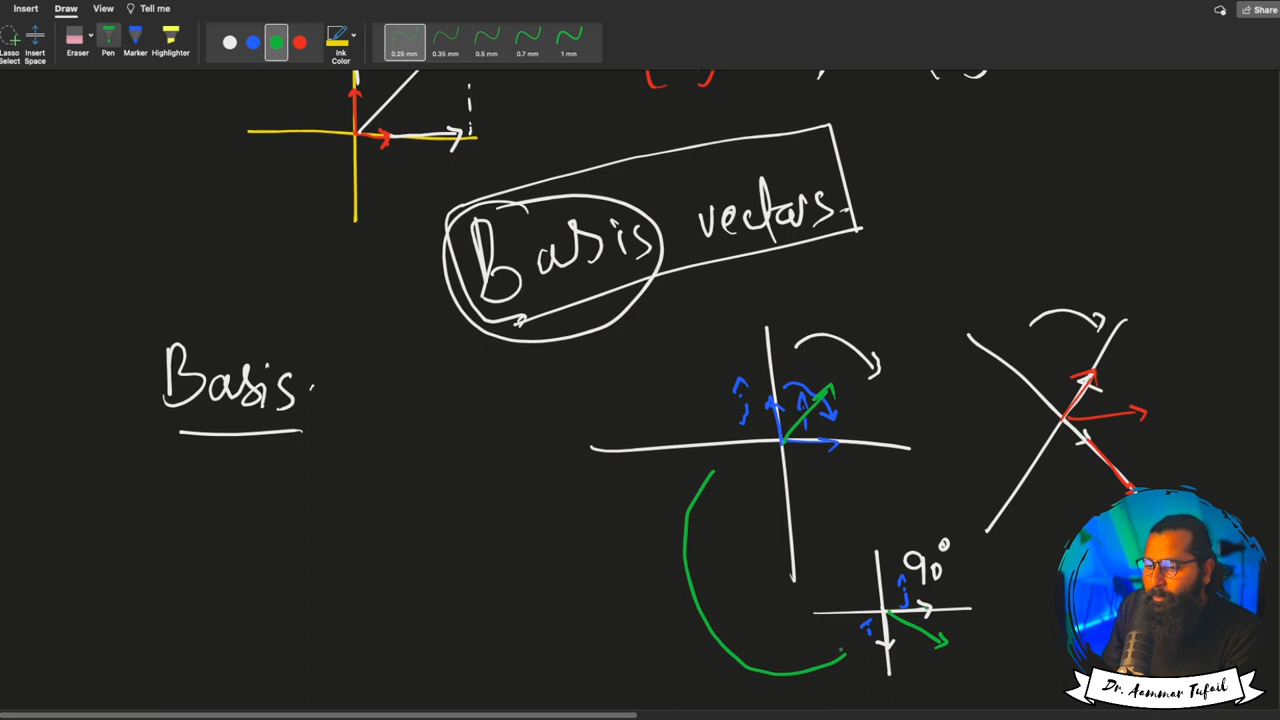 Insert Draw View Tell me
Share
Lasso Select
Insert Space
Eraser
Pen
Marker
Highlighter
Ink Color
0.25 mm
0.35 mm
0.5 mm
0.7 mm
1 mm
Basis vectors.
Basis.
ĵ
î
90°
ĵ
Dr. Aammar Tufail